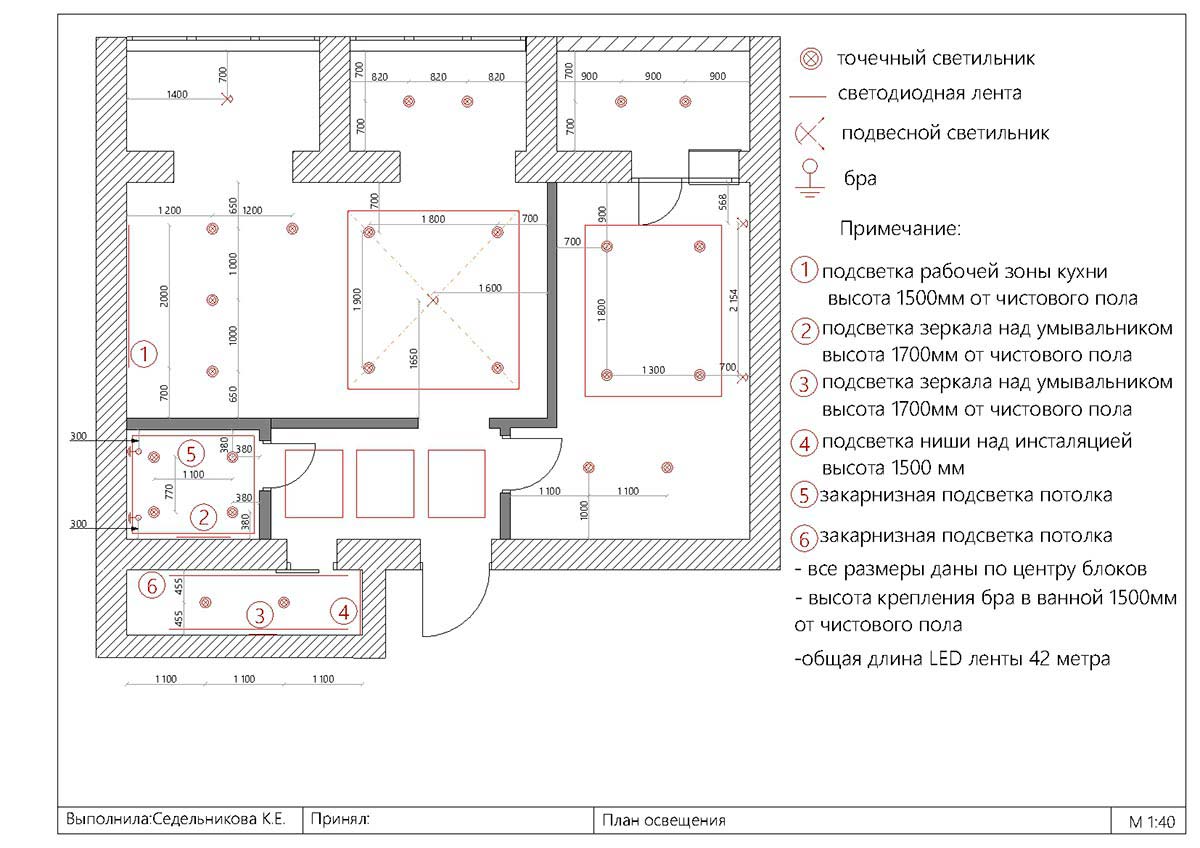 точечный светильник
светодиодная лента
подвесной светильник
бра
Примечание:
1 подсветка рабочей зоны кухни
высота 1500мм от чистового пола
2 подсветка зеркала над умывальником
высота 1700мм от чистового пола
3 подсветка зеркала над умывальником
высота 1700мм от чистового пола
4 подсветка ниши над инсталяцией
высота 1500 мм
5 закарнизная подсветка потолка
6 закарнизная подсветка потолка
- все размеры даны по центру блоков
- высота крепления бра в ванной 1500мм
от чистового пола
-общая длина LED ленты 42 метра
700
1400
700
820
820
820
700
700
900
900
900
700
1 200
650
1200
700
1 800
700
900
568
700
2000
1 000
1 900
1 600
1 800
2 154
1
1000
1650
1 300
700
700
650
300
380
380
5
1 100
770
380
2
380
300
1 100
1 100
1000
6
455
455
3
4
1 100
1 100
1 100
Выполнила:Седельникова К.Е.
Принял:
План освещения
М 1:40